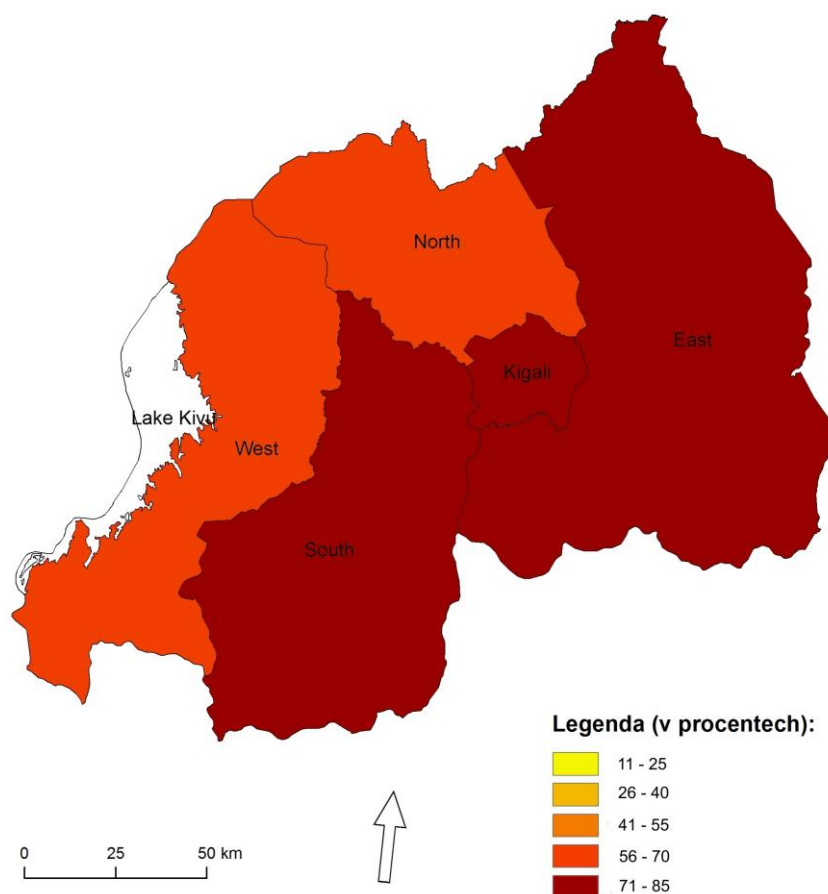 North
East
Kigali
Lake Kivu
West
South
Legenda (v procentech):
11 - 25
26 - 40
41 - 55
56 - 70
71 - 85
0 25 50 km